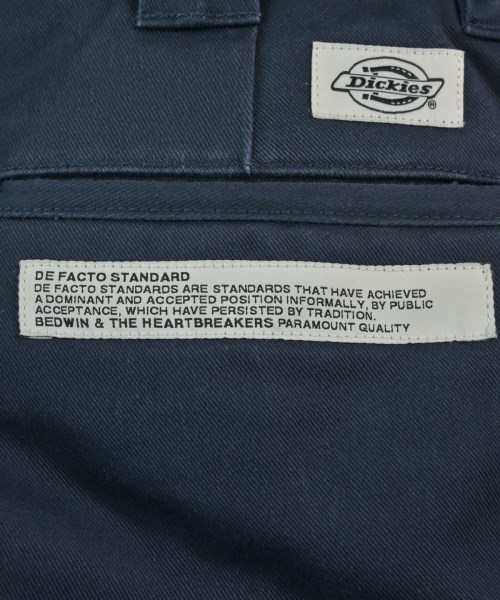 Dickies
®
DE FACTO STANDARD
DE FACTO STANDARDS ARE STANDARDS THAT HAVE ACHIEVED
A DOMINANT AND ACCEPTED POSITION INFORMALLY, BY PUBLIC
ACCEPTANCE, WHICH HAVE PERSISTED BY TRADITION.
BEDWIN & THE HEARTBREAKERS PARAMOUNT QUALITY